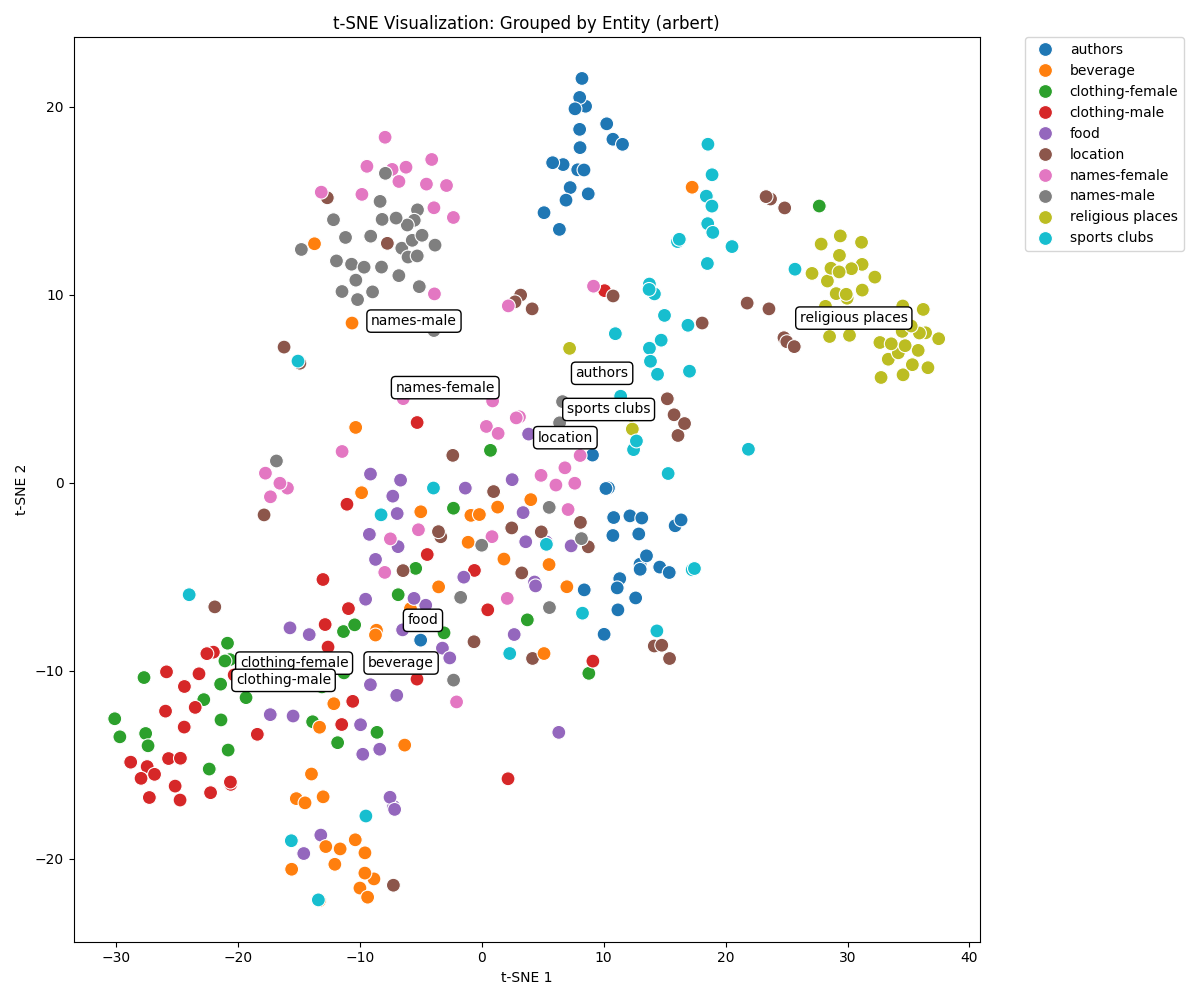 t-SNE Visualization: Grouped by Entity (arbert)
authors
beverage
clothing-female
clothing-male
food
location
names-female
names-male
religious places
sports clubs
religious places
names-male
authors
names-female
sports clubs
location
food
clothing-female
beverage
clothing-male
t-SNE 2
20
10
0
−10
−20
−30 −20 −10 0 10 20 30 40
t-SNE 1